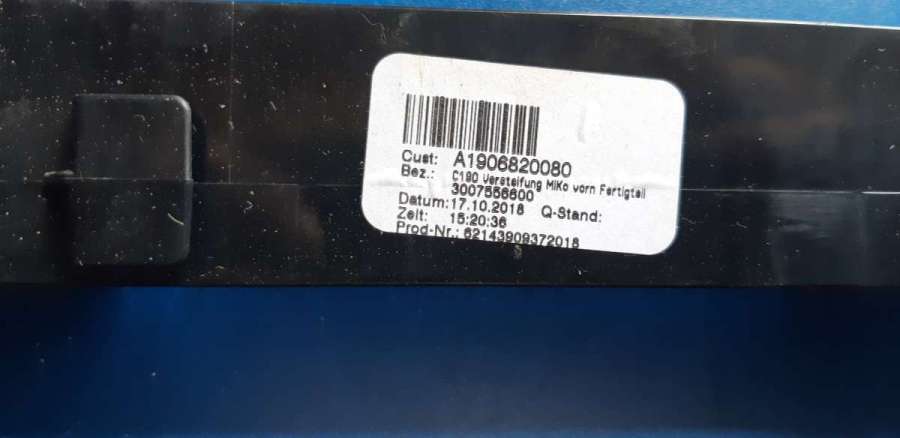 Cust: A1906820080
Bez.: C190 Versteifung MiKo vorn Fertigteil
3007556600
Datum:17.10.2018 Q-Stand:
Zeit: 15:20:36
Prod-Nr.: 62143909372018